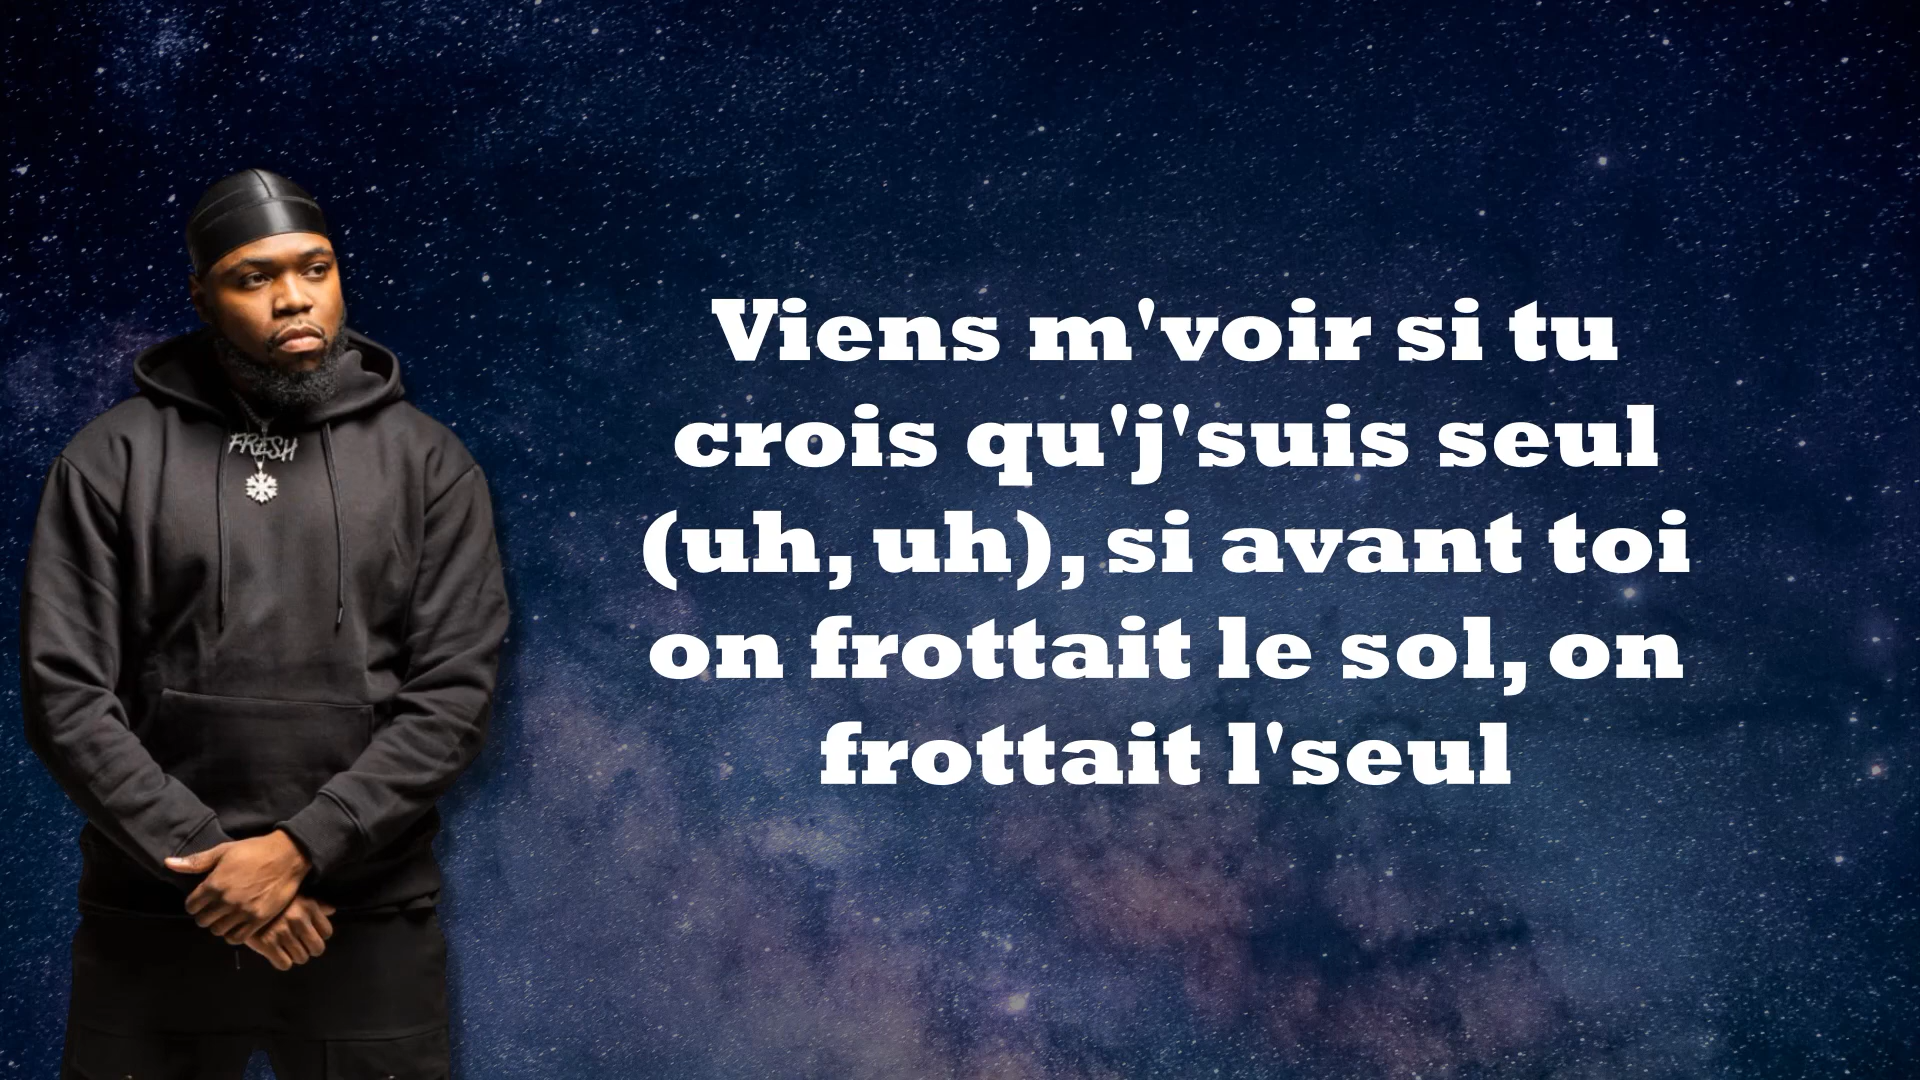 FRESH
Viens m'voir si tu
crois qu'j'suis seul
(uh, uh), si avant toi
on frottait le sol, on
frottait l'seul